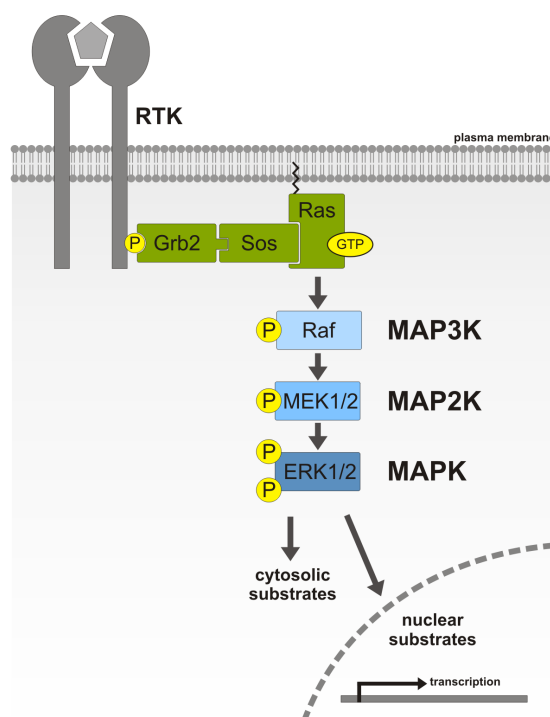 RTK
plasma membrane
Ras
P
Grb2
Sos
GTP
P
Raf
MAP3K
P
MEK1/2
MAP2K
P
P
ERK1/2
MAPK
cytosolic
substrates
nuclear
substrates
transcription